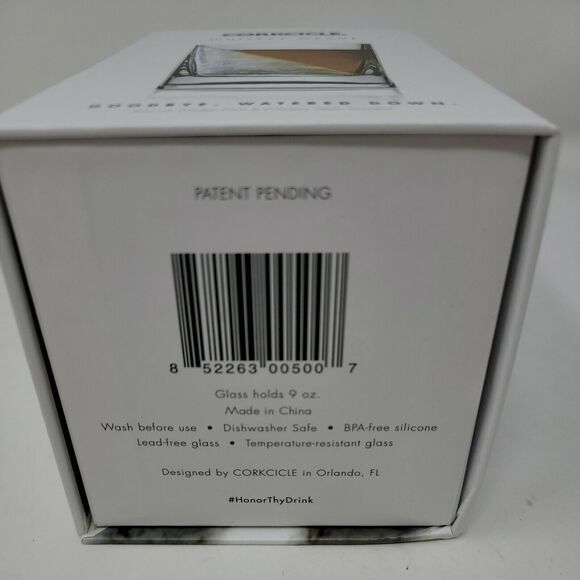 CORKCICLE.
WHISKEY WEDGE
GOODBYE, WATERED DOWN.
PATENT PENDING
8 52263 00500 7
Glass holds 9 oz.
Made in China
Wash before use • Dishwasher Safe • BPA-free silicone
Lead-free glass • Temperature-resistant glass
Designed by CORKCICLE in Orlando, FL
#HonorThyDrink